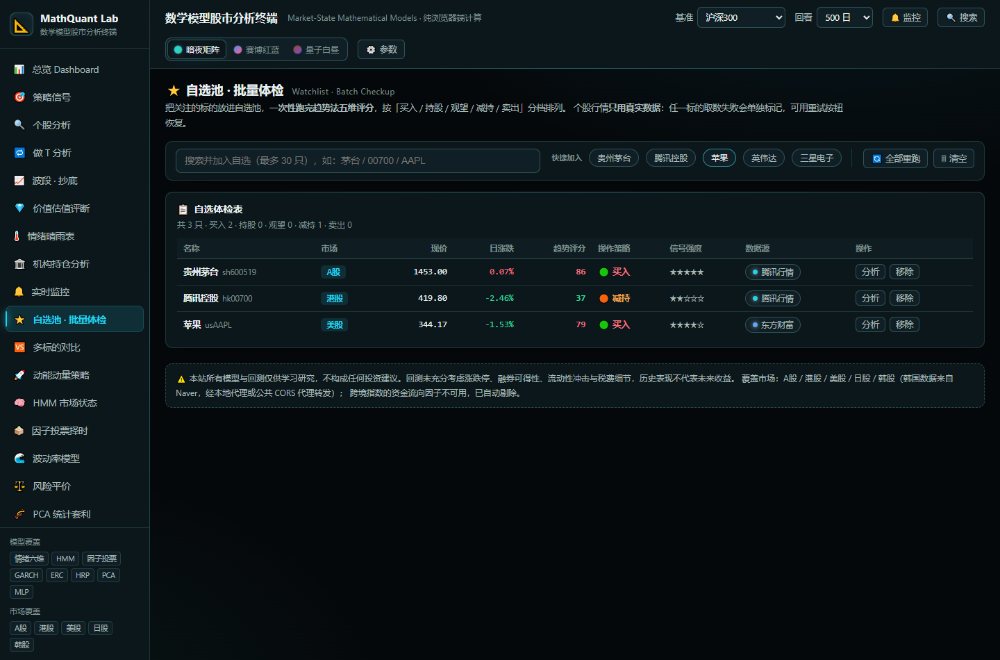 MathQuant Lab
数学模型股市分析终端
总览 Dashboard
策略信号
个股分析
做 T 分析
波段 · 抄底
价值估值评断
情绪晴雨表
机构持仓分析
实时监控
自选池 · 批量体检
多标的对比
动能动量策略
HMM 市场状态
因子投票择时
波动率模型
风险平价
PCA 统计套利
模型覆盖
情绪六维 HMM 因子投票
GARCH ERC HRP PCA
MLP
市场覆盖
A股 港股 美股 日股
韩股
数学模型股市分析终端 Market-State Mathematical Models · 纯浏览器端计算
基准 沪深300 回看 500 日 监控 搜索
暗夜矩阵 赛博红蓝 量子白昼 参数
自选池 · 批量体检 Watchlist · Batch Checkup
把关注的标的放进自选池，一次性跑完趋势法五维评分，按「买入 / 持股 / 观望 / 减持 / 卖出」分档排列。 个股行情只用真实数据：任一标的取数失败会单独标记，可用重试按钮
恢复。
搜索并加入自选（最多 30 只），如：茅台 / 00700 / AAPL
快速加入 贵州茅台 腾讯控股 苹果 英伟达 三星电子 全部重跑 清空
自选体检表
共 3 只 · 买入 2 · 持股 0 · 观望 0 · 减持 1 · 卖出 0
名称 市场 现价 日涨跌 趋势评分 操作策略 信号强度 数据源 操作
贵州茅台 sh600519 A股 1453.00 0.07% 86 买入 ★★★★★ 腾讯行情 分析 移除
腾讯控股 hk00700 港股 419.80 -2.46% 37 减持 ★★☆☆☆ 腾讯行情 分析 移除
苹果 usAAPL 美股 344.17 -1.53% 79 买入 ★★★★☆ 东方财富 分析 移除
本站所有模型与回测仅供学习研究，不构成任何投资建议。回测未充分考虑涨跌停、融券可得性、流动性冲击与税费细节，历史表现不代表未来收益。 覆盖市场：A股 / 港股 / 美股 / 日股 / 韩股（韩国数据来自
Naver，经本地代理或公共 CORS 代理转发）； 跨境指数的资金流向因子不可用，已自动剔除。